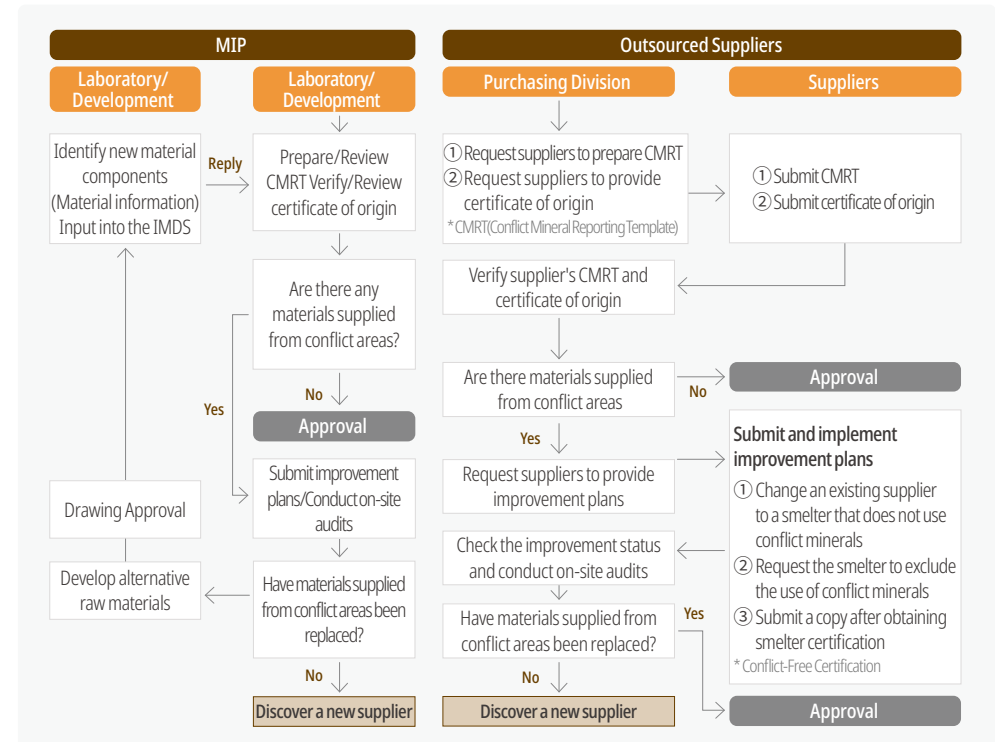 MIP
Laboratory/
Development
Laboratory/
Development
Identify new material
components
(Material information)
Input into the IMDS
Reply
Prepare/Review
CMRT Verify/Review
certificate of origin
Are there any
materials supplied
from conflict areas?
No
Yes
Approval
Submit improvement
plans/Conduct on-site
audits
Drawing Approval
Develop alternative
raw materials
Have materials supplied
from conflict areas been
replaced?
No
Discover a new supplier
Outsourced Suppliers
Purchasing Division
Suppliers
① Request suppliers to prepare CMRT
② Request suppliers to provide
certificate of origin
* CMRT(Conflict Mineral Reporting Template)
① Submit CMRT
② Submit certificate of origin
Verify supplier's CMRT and
certificate of origin
Are there materials supplied
from conflict areas
No
Approval
Yes
Request suppliers to provide
improvement plans
Submit and implement
improvement plans
① Change an existing supplier
to a smelter that does not use
conflict minerals
② Request the smelter to exclude
the use of conflict minerals
③ Submit a copy after obtaining
smelter certification
* Conflict-Free Certification
Check the improvement status
and conduct on-site audits
Have materials supplied from
conflict areas been replaced?
Yes
No
Discover a new supplier
Approval